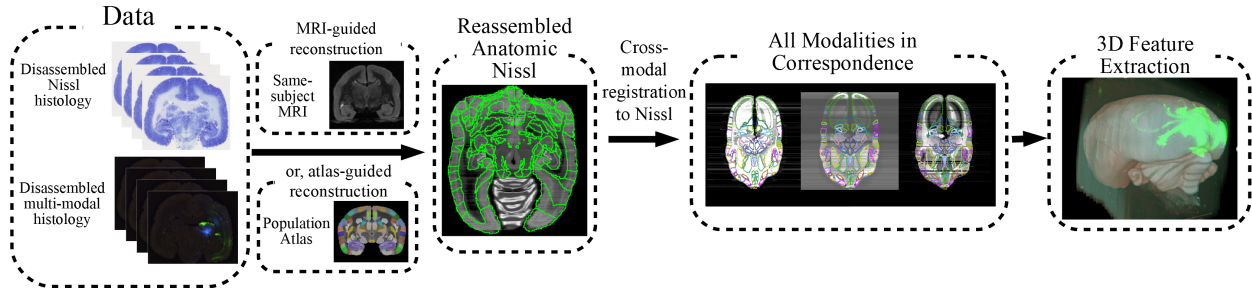 Data
Disassembled
Nissl
histology
Disassembled
multi-modal
histology
MRI-guided
reconstruction
Same-
subject
MRI
or, atlas-guided
reconstruction
Population
Atlas
Reassembled
Anatomic
Nissl
Cross-
modal
registration
to Nissl
All Modalities in
Correspondence
3D Feature
Extraction